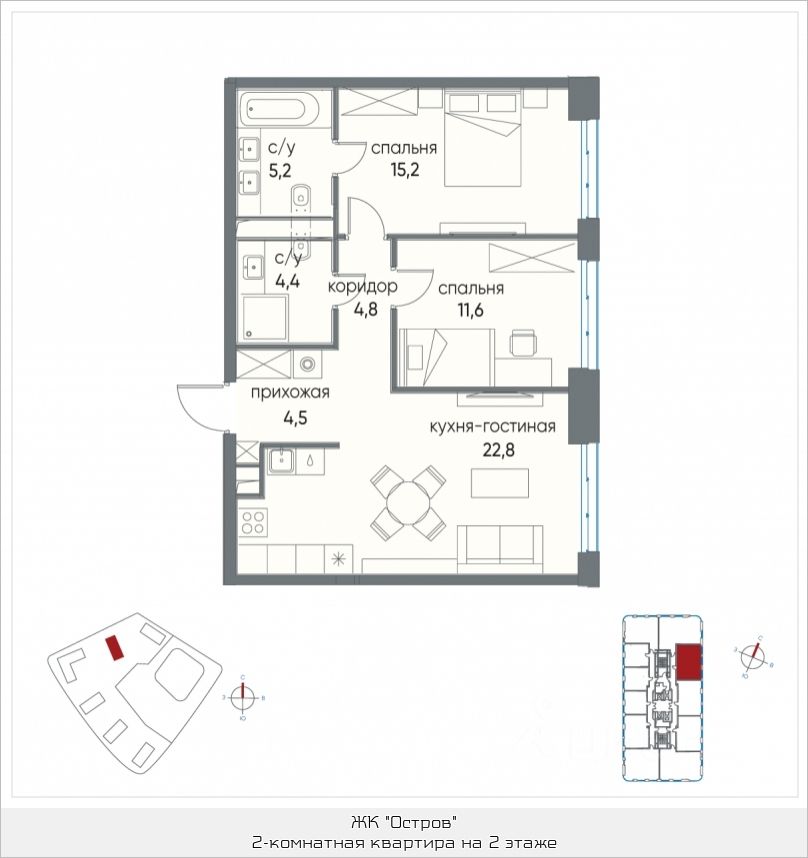 с/у
5,2
спальня
15,2
с/у
4,4
коридор
4,8
спальня
11,6
прихожая
4,5
кухня-гостиная
22,8
С
З В
Ю
С
З В
Ю
ЖК "Остров"
2-комнатная квартира на 2 этаже